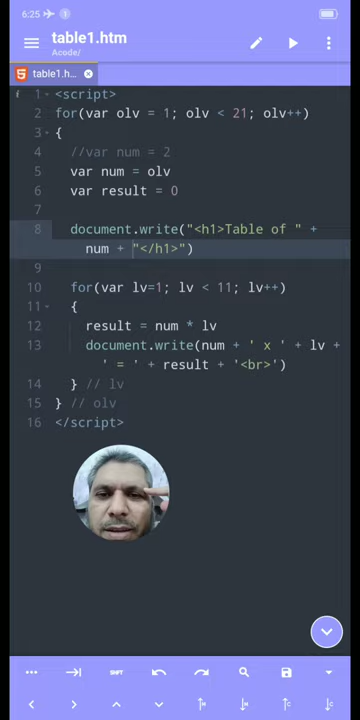 6:25 1
table1.htm
Acode/
table1.h...
1 <script>
2 for(var olv = 1; olv < 21; olv++)
3 {
4 //var num = 2
5 var num = olv
6 var result = 0
7
8 document.write("<h1>Table of " +
num + "</h1>")
9
10 for(var lv=1; lv < 11; lv++)
11 {
12 result = num * lv
13 document.write(num + ' x ' + lv +
' = ' + result + '<br>')
14 } // lv
15 } // olv
16 </script>
SHIFT